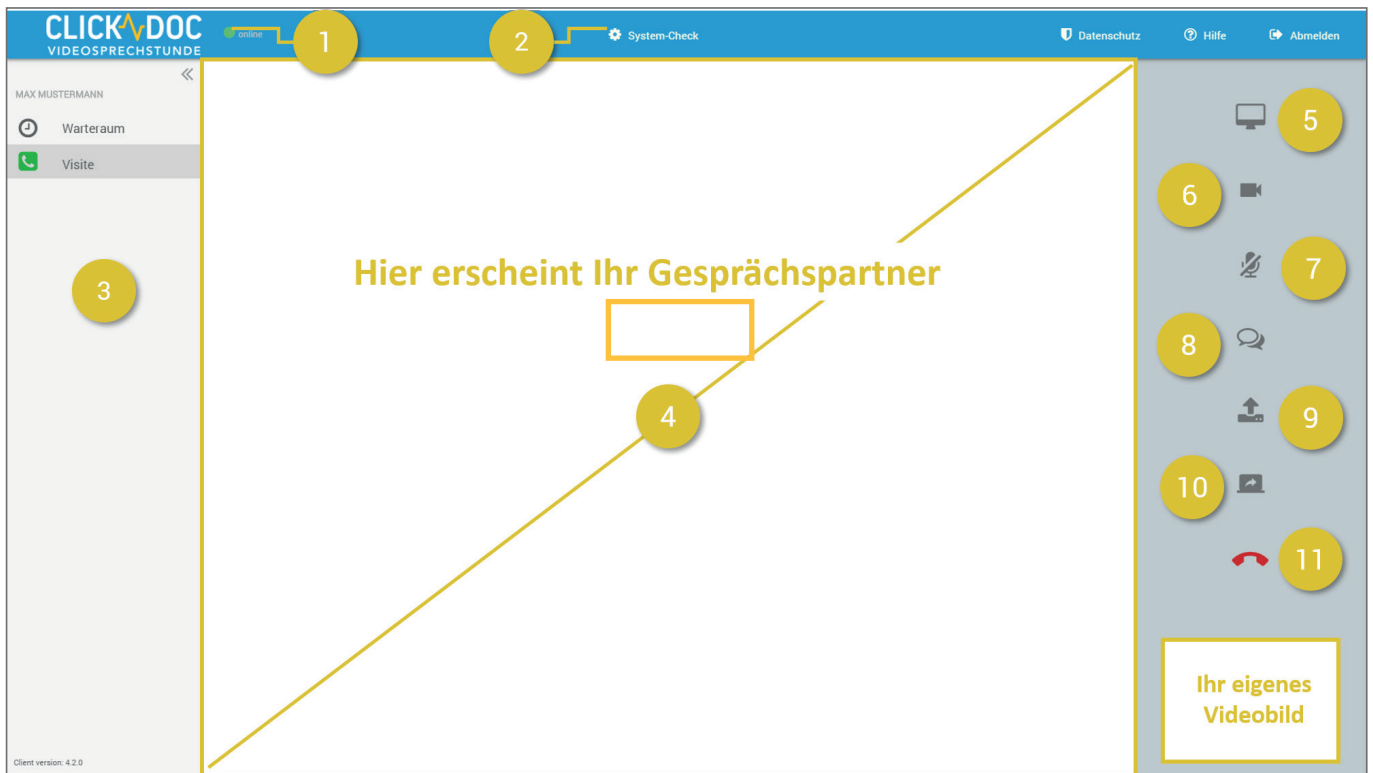 CLICK DOC
VIDEOSPRECHSTUNDE
online
1
2
System-Check
Datenschutz
Hilfe
Abmelden
MAX MUSTERMANN
Warteraum
Visite
3
Hier erscheint Ihr Gesprächspartner
4
5
6
7
8
9
10
11
Ihr eigenes
Videobild
Client version: 4.2.0